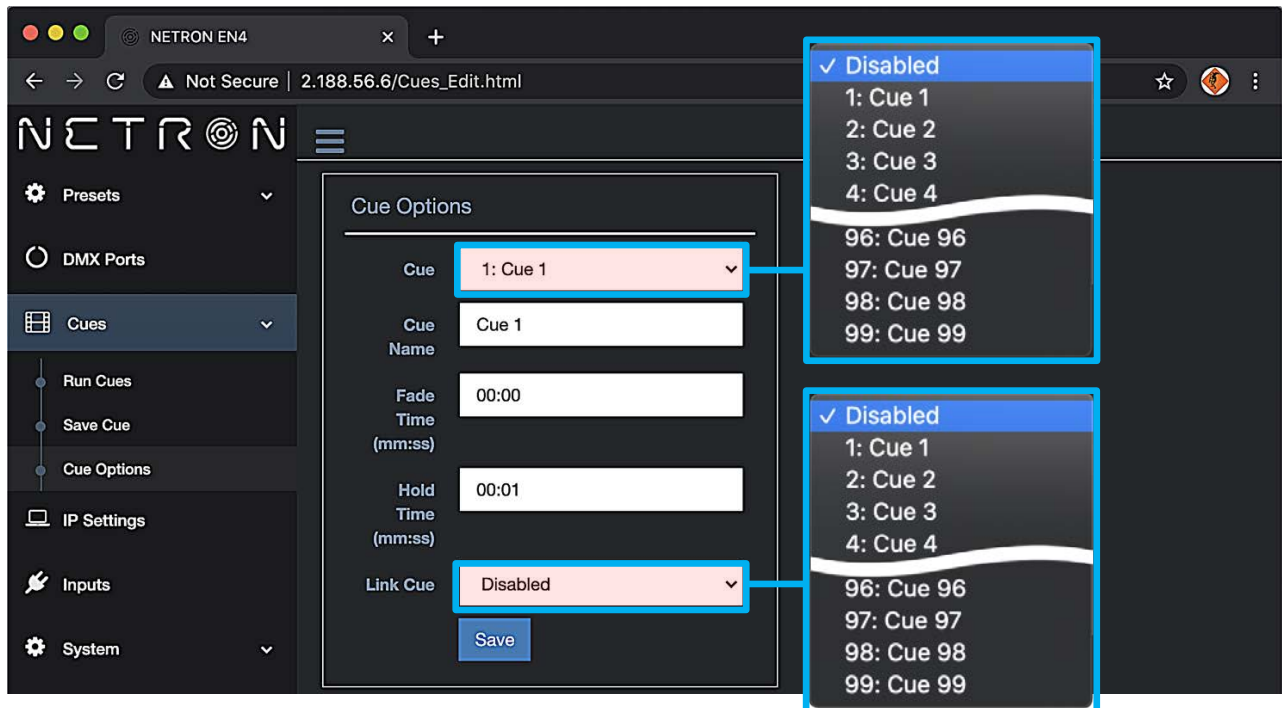 NETRON EN4
Not Secure | 2.188.56.6/Cues_Edit.html
NETRON
Presets
DMX Ports
Cues
Run Cues
Save Cue
Cue Options
IP Settings
Inputs
System
Cue Options
Cue
1: Cue 1
Cue
Name
Cue 1
Fade
Time
(mm:ss)
00:00
Hold
Time
(mm:ss)
00:01
Link Cue
Disabled
Save
✓ Disabled
1: Cue 1
2: Cue 2
3: Cue 3
4: Cue 4
96: Cue 96
97: Cue 97
98: Cue 98
99: Cue 99
✓ Disabled
1: Cue 1
2: Cue 2
3: Cue 3
4: Cue 4
96: Cue 96
97: Cue 97
98: Cue 98
99: Cue 99